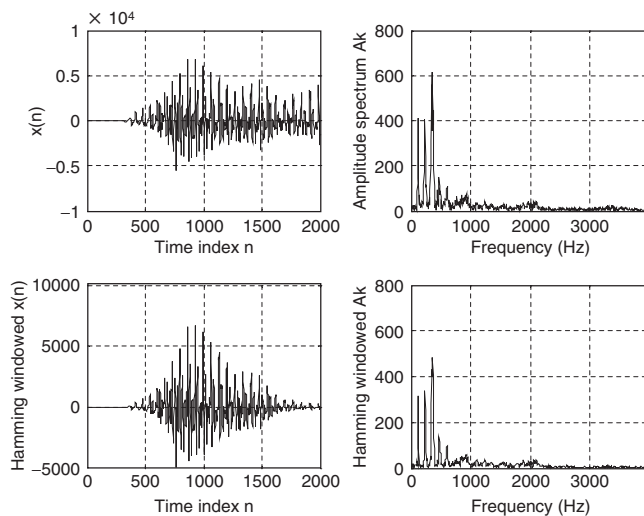 × 10⁴
1
0.5
0
−0.5
−1
x(n)
0 500 1000 1500 2000
Time index n
800
600
400
200
0
Amplitude spectrum Ak
0 1000 2000 3000
Frequency (Hz)
10000
5000
0
−5000
Hamming windowed x(n)
0 500 1000 1500 2000
Time index n
800
600
400
200
0
Hamming windowed Ak
0 1000 2000 3000
Frequency (Hz)